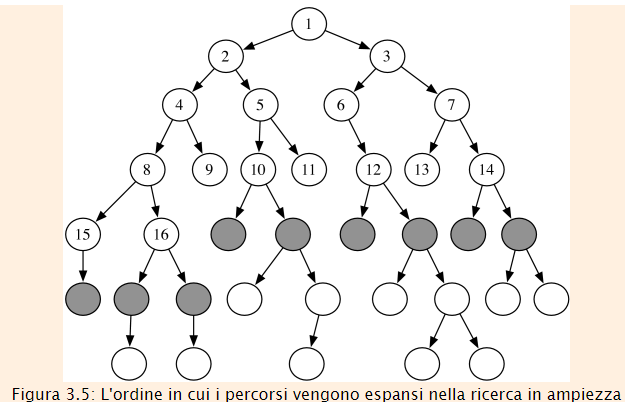 1
2 3
4 5 6 7
8 9 10 11 12 13 14
15 16
Figura 3.5: L'ordine in cui i percorsi vengono espansi nella ricerca in ampiezza